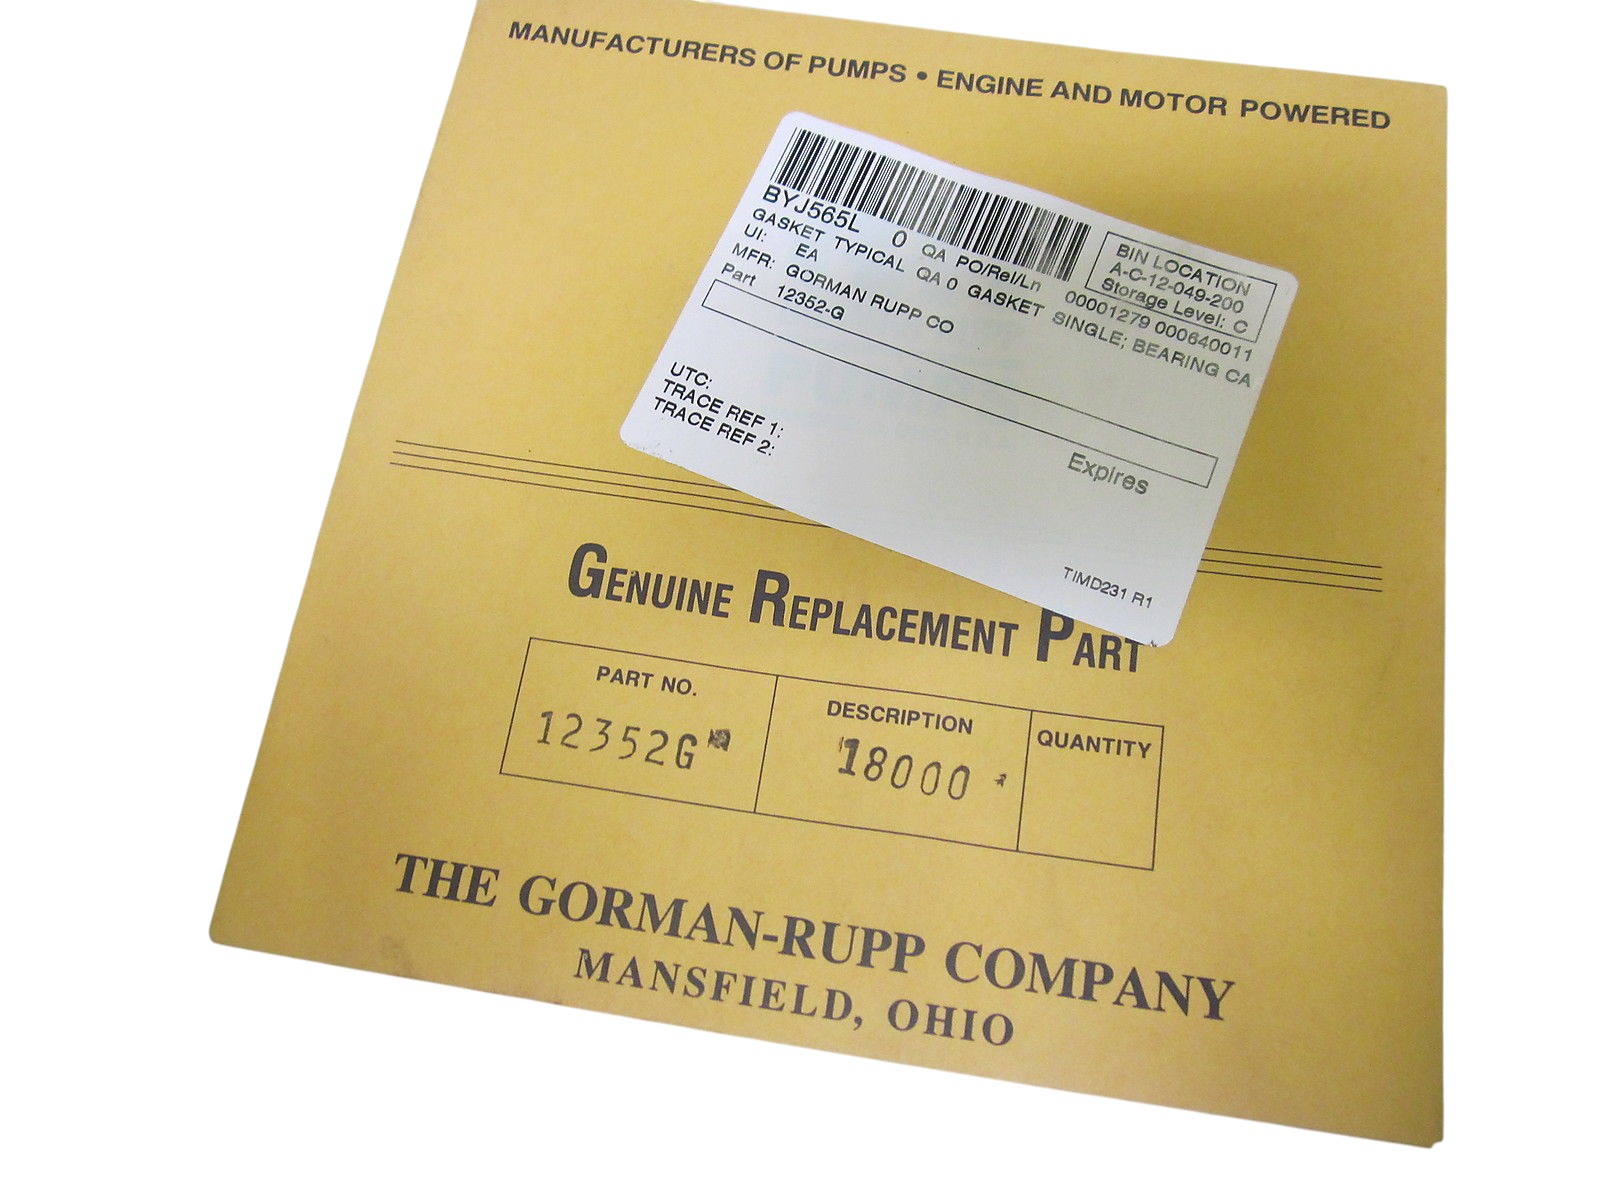 MANUFACTURERS OF PUMPS • ENGINE AND MOTOR POWERED
BYJ565L 0 QA PO/Rel/Ln 00001279 000640011
GASKET TYPICAL QA 0 GASKET SINGLE; BEARING CA
UI: EA
MFR: GORMAN RUPP CO
Part 12352-G
BIN LOCATION
A-C-12-049-200
Storage Level: C
UTC:
TRACE REF 1:
TRACE REF 2:
Expires
TIMD231 R1
GENUINE REPLACEMENT PART
PART NO. DESCRIPTION QUANTITY
12352G 18000
THE GORMAN-RUPP COMPANY
MANSFIELD, OHIO